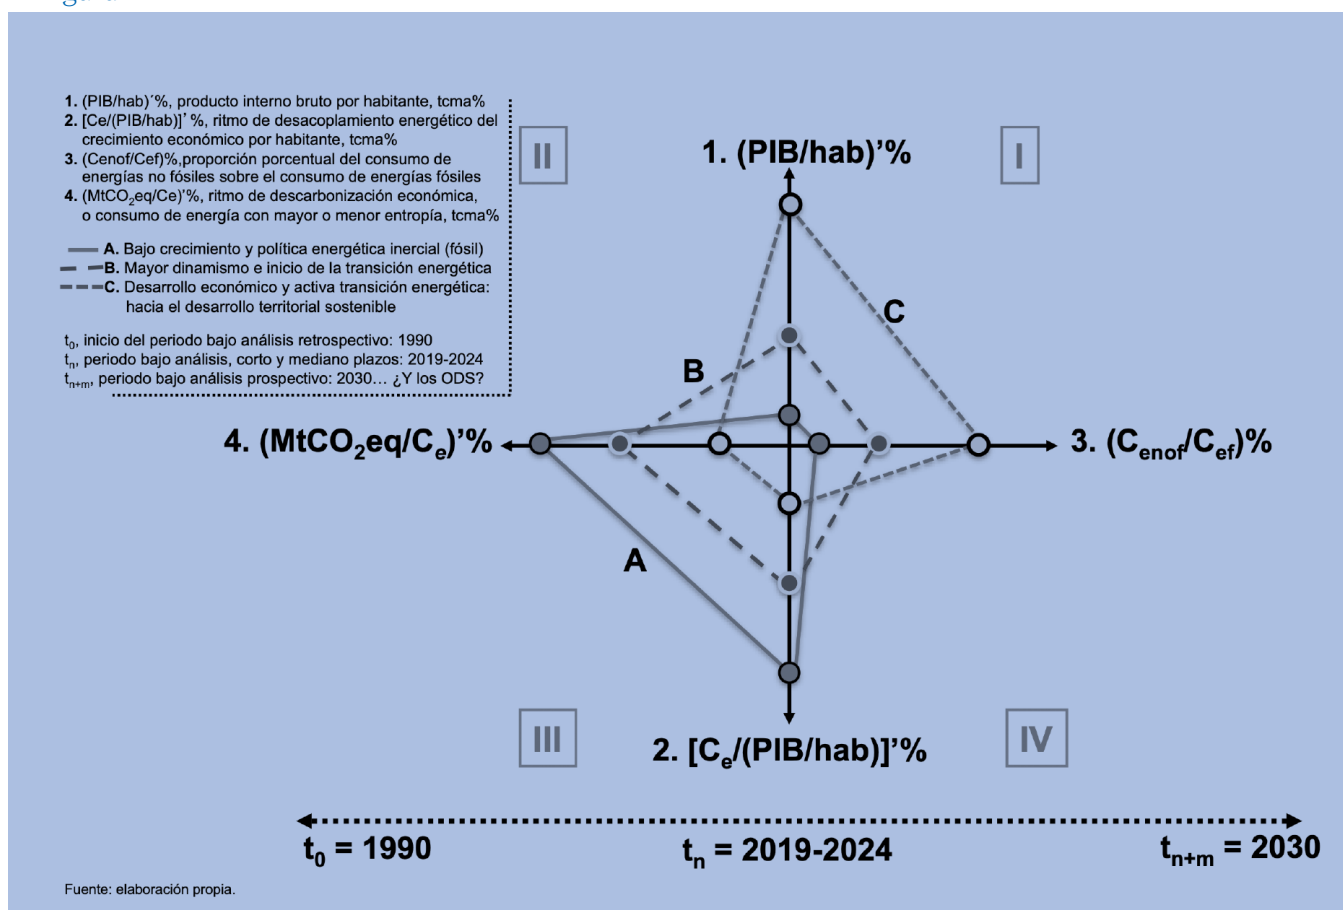 1. (PIB/hab)´%, producto interno bruto por habitante, tcma%
2. [Ce/(PIB/hab)]’ %, ritmo de desacoplamiento energético del
crecimiento económico por habitante, tcma%
3. (Cenof/Cef)%,proporción porcentual del consumo de
energías no fósiles sobre el consumo de energías fósiles
4. (MtCO₂eq/Ce)’%, ritmo de descarbonización económica,
o consumo de energía con mayor o menor entropía, tcma%
A. Bajo crecimiento y política energética inercial (fósil)
B. Mayor dinamismo e inicio de la transición energética
C. Desarrollo económico y activa transición energética:
hacia el desarrollo territorial sostenible
t₀, inicio del periodo bajo análisis retrospectivo: 1990
tₙ, periodo bajo análisis, corto y mediano plazos: 2019-2024
tₙ₊ₘ, periodo bajo análisis prospectivo: 2030… ¿Y los ODS?
II
I
1. (PIB/hab)’%
C
B
4. (MtCO₂eq/Cₑ)’%
3. (Cenof/Cef)%
A
III
IV
2. [Cₑ/(PIB/hab)]’%
t₀ = 1990
tₙ = 2019-2024
tₙ₊ₘ = 2030
Fuente: elaboración propia.